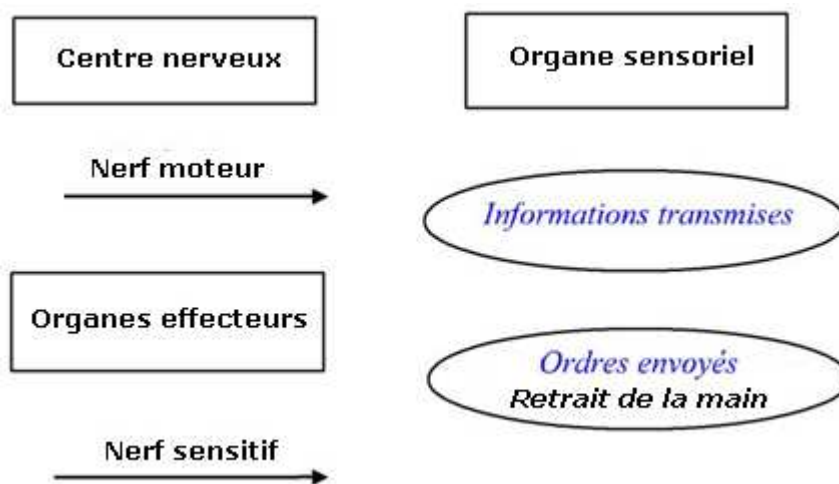 Centre nerveux
Organe sensoriel
Nerf moteur
Informations transmises
Organes effecteurs
Ordres envoyés
Retrait de la main
Nerf sensitif